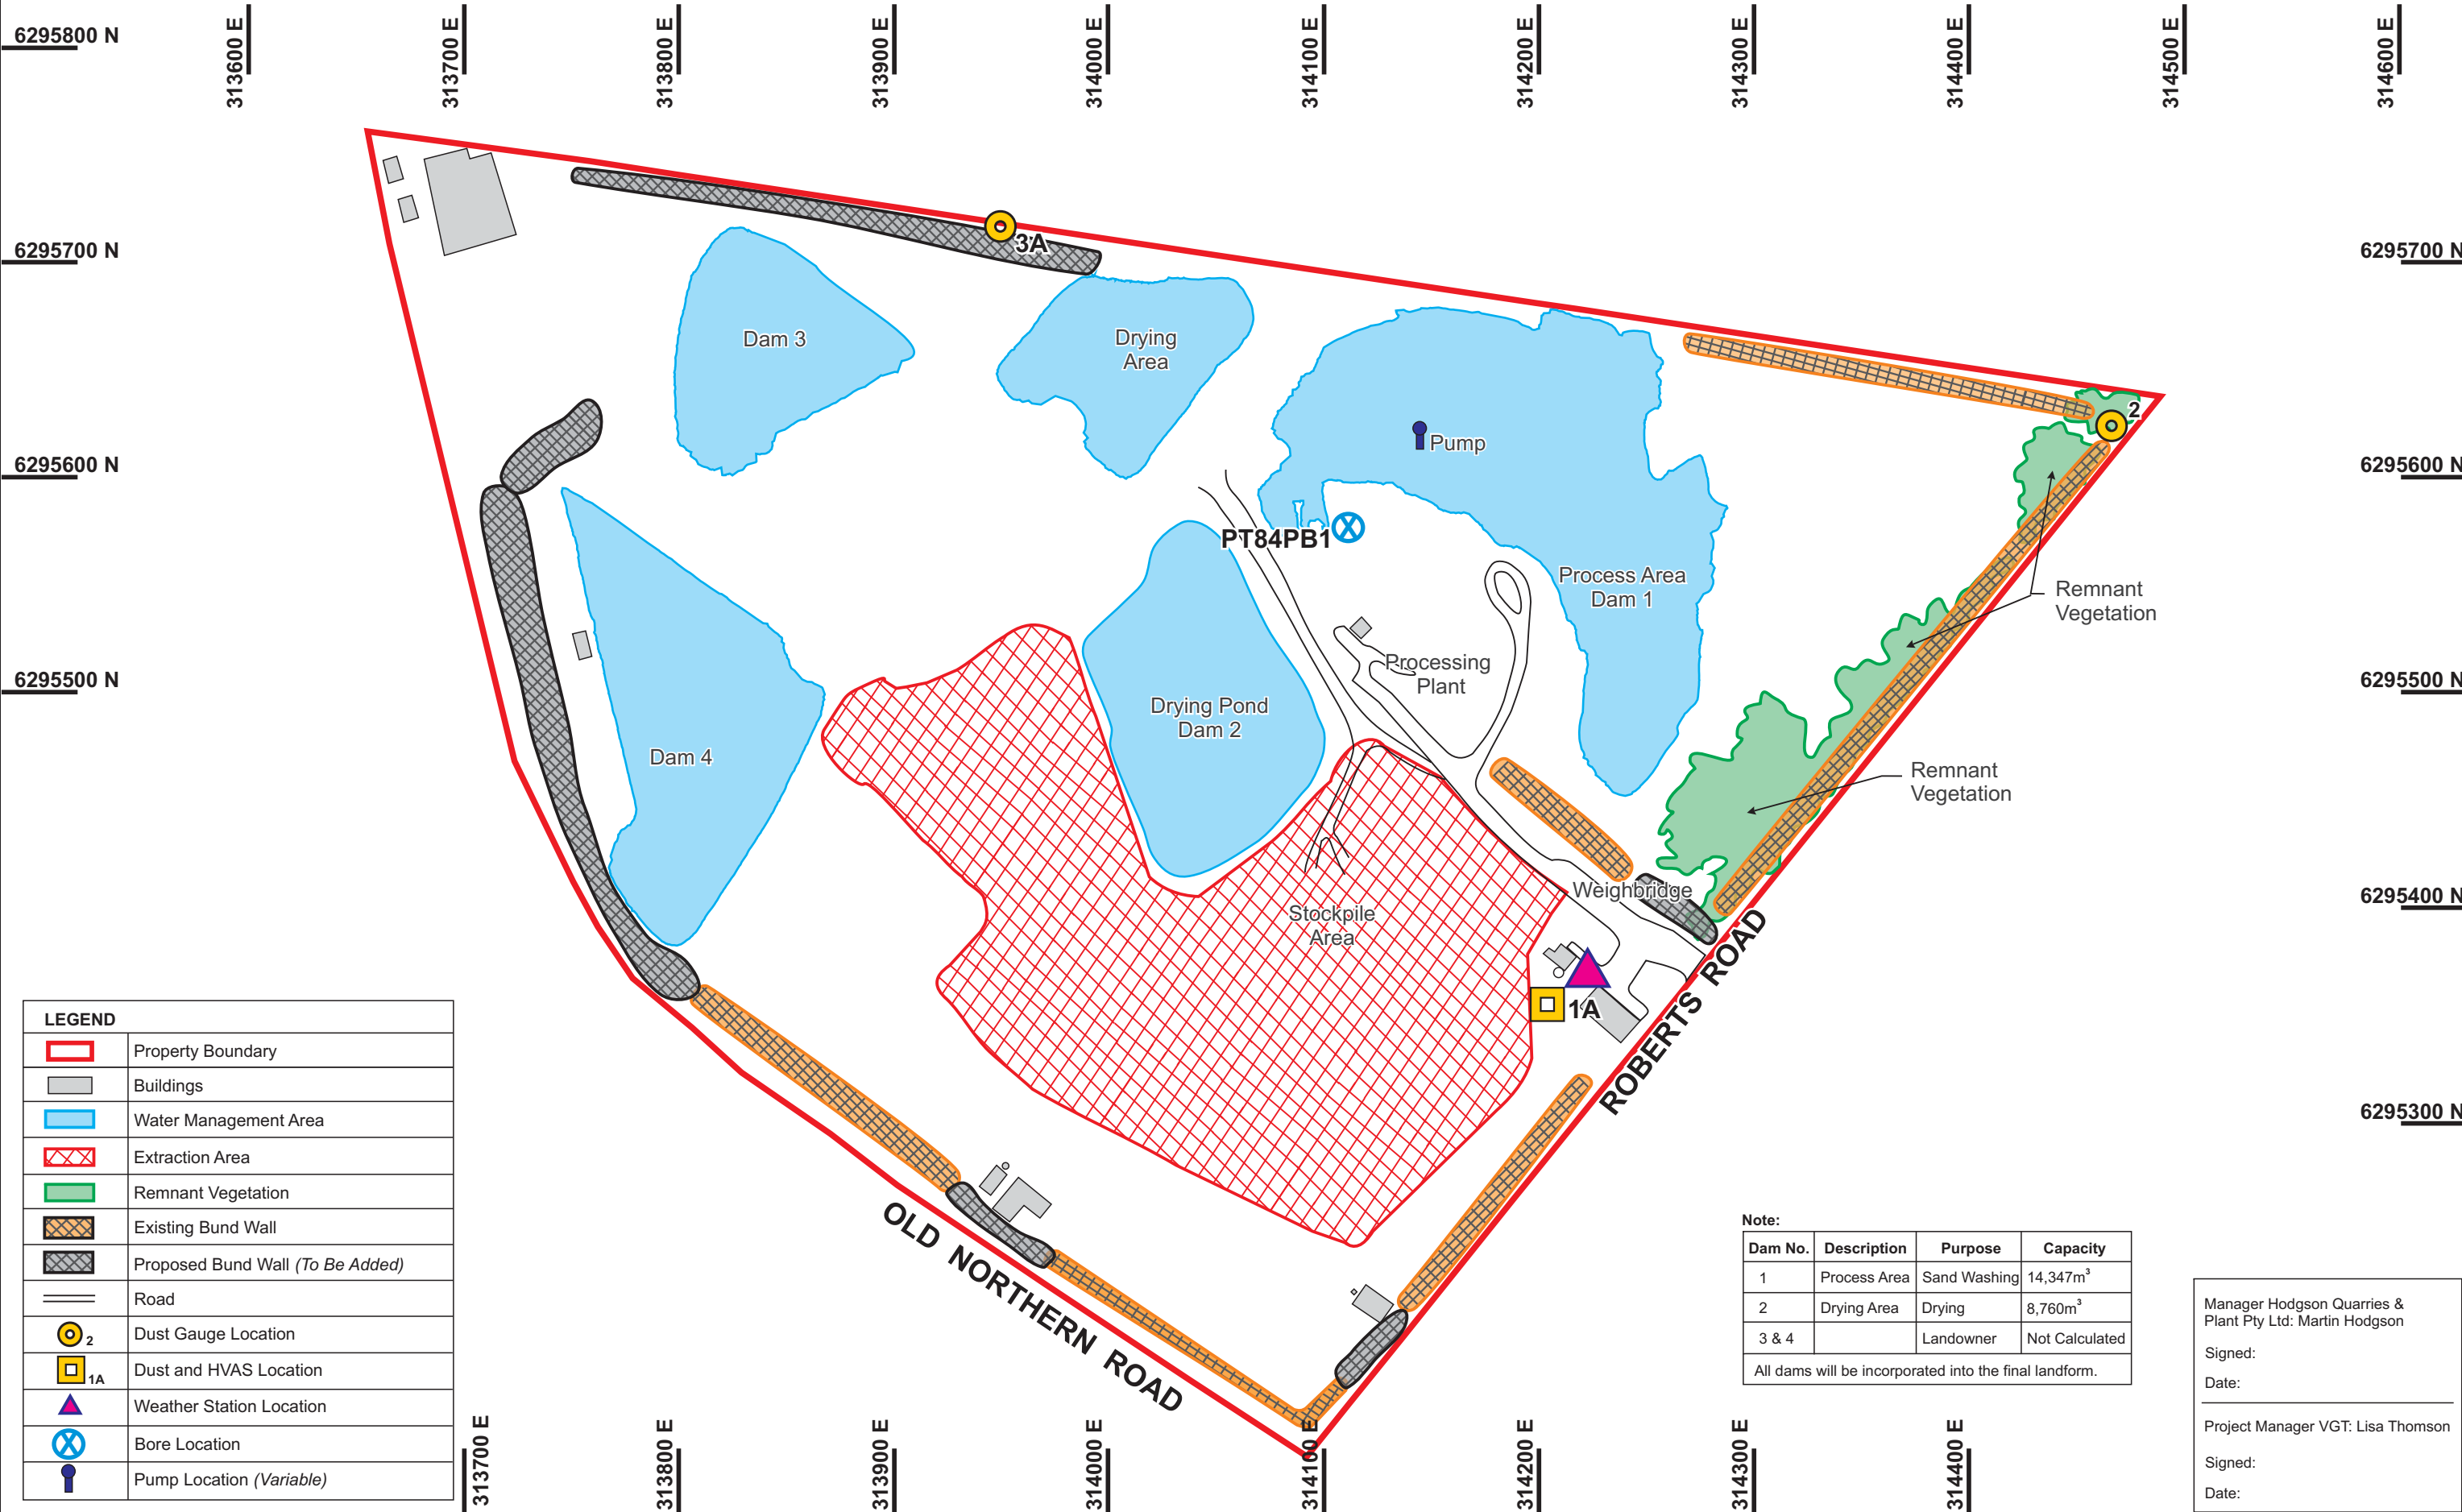 313600 E
313700 E
313800 E
313900 E
314000 E
314100 E
314200 E
314300 E
314400 E
314500 E
314600 E
6295800 N
6295700 N
6295700 N
6295600 N
6295600 N
6295500 N
6295500 N
6295400 N
6295300 N
3A
2
Dam 3
Drying
Area
Pump
PT84PB1
Process Area
Dam 1
Remnant
Vegetation
Processing
Plant
Drying Pond
Dam 2
Dam 4
Remnant
Vegetation
Weighbridge
Stockpile
Area
1A
ROBERTS ROAD
OLD NORTHERN ROAD
LEGEND
Property Boundary
Buildings
Water Management Area
Extraction Area
Remnant Vegetation
Existing Bund Wall
Proposed Bund Wall (To Be Added)
Road
2 Dust Gauge Location
1A Dust and HVAS Location
Weather Station Location
Bore Location
Pump Location (Variable)
Note:
Dam No. Description Purpose Capacity
1 Process Area Sand Washing 14,347m³
2 Drying Area Drying 8,760m³
3 & 4 Landowner Not Calculated
All dams will be incorporated into the final landform.
Manager Hodgson Quarries &
Plant Pty Ltd: Martin Hodgson
Signed:
Date:
Project Manager VGT: Lisa Thomson
Signed:
Date:
313700 E
313800 E
313900 E
314000 E
314100 E
314200 E
314300 E
314400 E